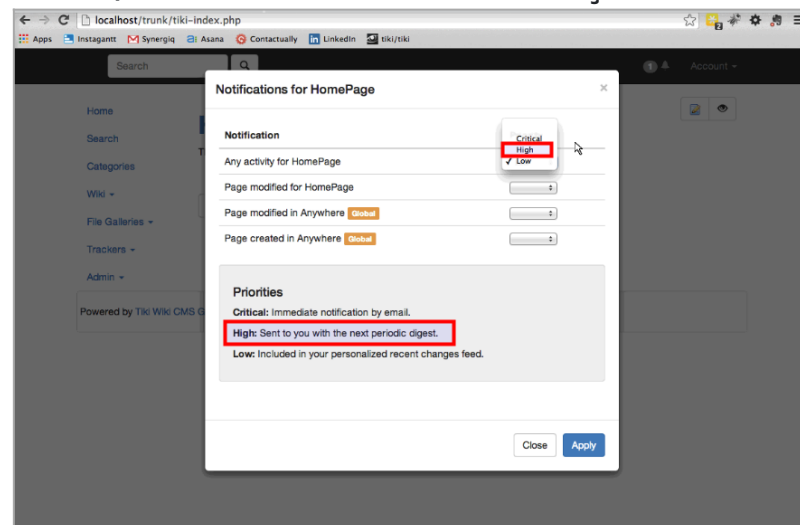 localhost/trunk/tiki-index.php
Apps Instagantt Synergiq Asana Contactually LinkedIn tiki/tiki
Search
1 Account
Notifications for HomePage ×
Home
Search
Categories
Wiki
File Galleries
Trackers
Admin
Powered by Tiki Wiki CMS G
Notification
Critical
High
✓ Low
Any activity for HomePage
Page modified for HomePage
Page modified in Anywhere Global
Page created in Anywhere Global
Priorities
Critical: Immediate notification by email.
High: Sent to you with the next periodic digest.
Low: Included in your personalized recent changes feed.
Close Apply